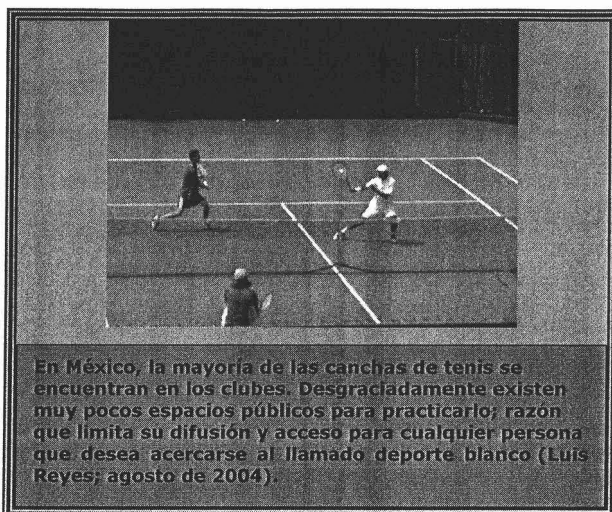 En México, la mayoría de las canchas de tenis se
encuentran en los clubes. Desgraciadamente existen
muy pocos espacios públicos para practicarlo; razón
que limita su difusión y acceso para cualquier persona
que desea acercarse al llamado deporte blanco (Luis
Reyes; agosto de 2004).